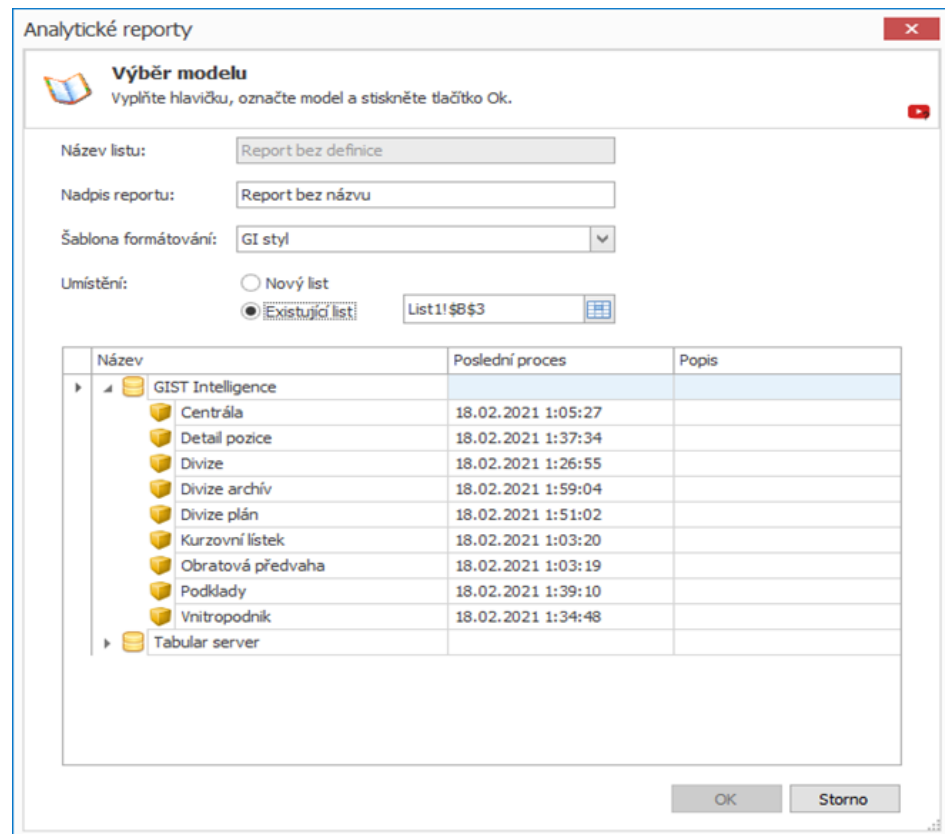 Analytické reporty
Výběr modelu
Vyplňte hlavičku, označte model a stiskněte tlačítko Ok.
Název listu: Report bez definice
Nadpis reportu: Report bez názvu
Šablona formátování: GI styl
Umístění: Nový list
Existující list List1!$B$3
Název Poslední proces Popis
GIST Intelligence
Centrála 18.02.2021 1:05:27
Detail pozice 18.02.2021 1:37:34
Divize 18.02.2021 1:26:55
Divize archív 18.02.2021 1:59:04
Divize plán 18.02.2021 1:51:02
Kurzovní lístek 18.02.2021 1:03:20
Obratová předvaha 18.02.2021 1:03:19
Podklady 18.02.2021 1:39:10
Vnitropodnik 18.02.2021 1:34:48
Tabular server
OK Storno